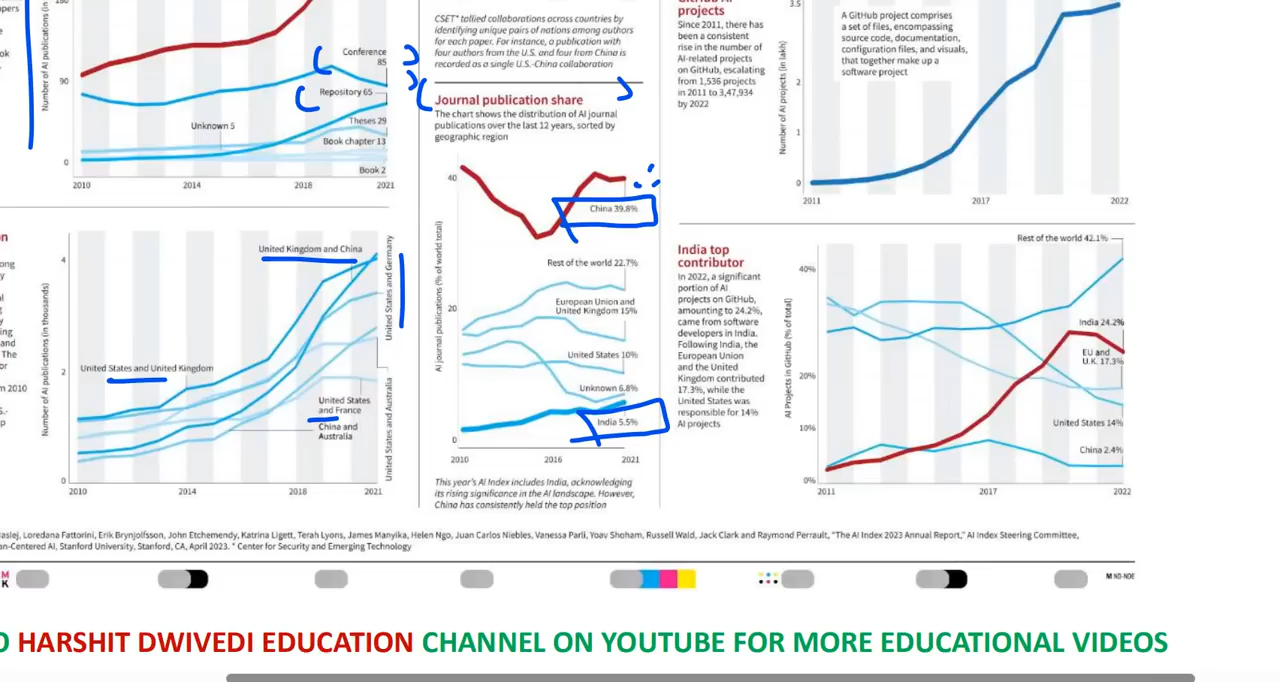 apers
e
ok
Number of AI publications (in
180
90
0
Conference
85
Repository 65
Unknown 5
Theses 29
Book chapter 13
Book 2
2010
2014
2018
2021
n
ong
y
al
g
ng
and
The
or
m 2010
S.-
p
Number of AI publications (in thousands)
4
2
0
United Kingdom and China
United States and United Kingdom
United States
and France
China and
Australia
United States and Germany
United States and Australia
2010
2014
2018
2021
CSET* tallied collaborations across countries by
identifying unique pairs of nations among authors
for each paper. For instance, a publication with
four authors from the U.S. and four from China is
recorded as a single U.S.-China collaboration
Journal publication share
The chart shows the distribution of AI journal
publications over the last 12 years, sorted by
geographic region
AI journal publications (% of world total)
40
20
0
China 39.8%
Rest of the world 22.7%
European Union and
United Kingdom 15%
United States 10%
Unknown 6.8%
India 5.5%
2010
2016
2021
This year's AI Index includes India, acknowledging
its rising significance in the AI landscape. However,
China has consistently held the top position
GitHub AI
projects
Since 2011, there has
been a consistent
rise in the number of
AI-related projects
on GitHub, escalating
from 1,536 projects
in 2011 to 3,47,934
by 2022
Number of AI projects (in lakh)
3.5
2
1
0
A GitHub project comprises
a set of files, encompassing
source code, documentation,
configuration files, and visuals,
that together make up a
software project
2011
2017
2022
India top
contributor
In 2022, a significant
portion of AI
projects on GitHub,
amounting to 24.2%,
came from software
developers in India.
Following India, the
European Union
and the United
Kingdom contributed
17.3%, while the
United States was
responsible for 14%
AI projects
AI Projects in GitHub (% of total)
40%
20%
10%
0%
Rest of the world 42.1%
India 24.2%
EU and
U.K. 17.3%
United States 14%
China 2.4%
2011
2017
2022
Maslej, Loredana Fattorini, Erik Brynjolfsson, John Etchemendy, Katrina Ligett, Terah Lyons, James Manyika, Helen Ngo, Juan Carlos Niebles, Vanessa Parli, Yoav Shoham, Russell Wald, Jack Clark and Raymond Perrault, "The AI Index 2023 Annual Report," AI Index Steering Committee,
an-Centered AI, Stanford University, Stanford, CA, April 2023. * Center for Security and Emerging Technology
M
K
M ND-NDE
O HARSHIT DWIVEDI EDUCATION CHANNEL ON YOUTUBE FOR MORE EDUCATIONAL VIDEOS